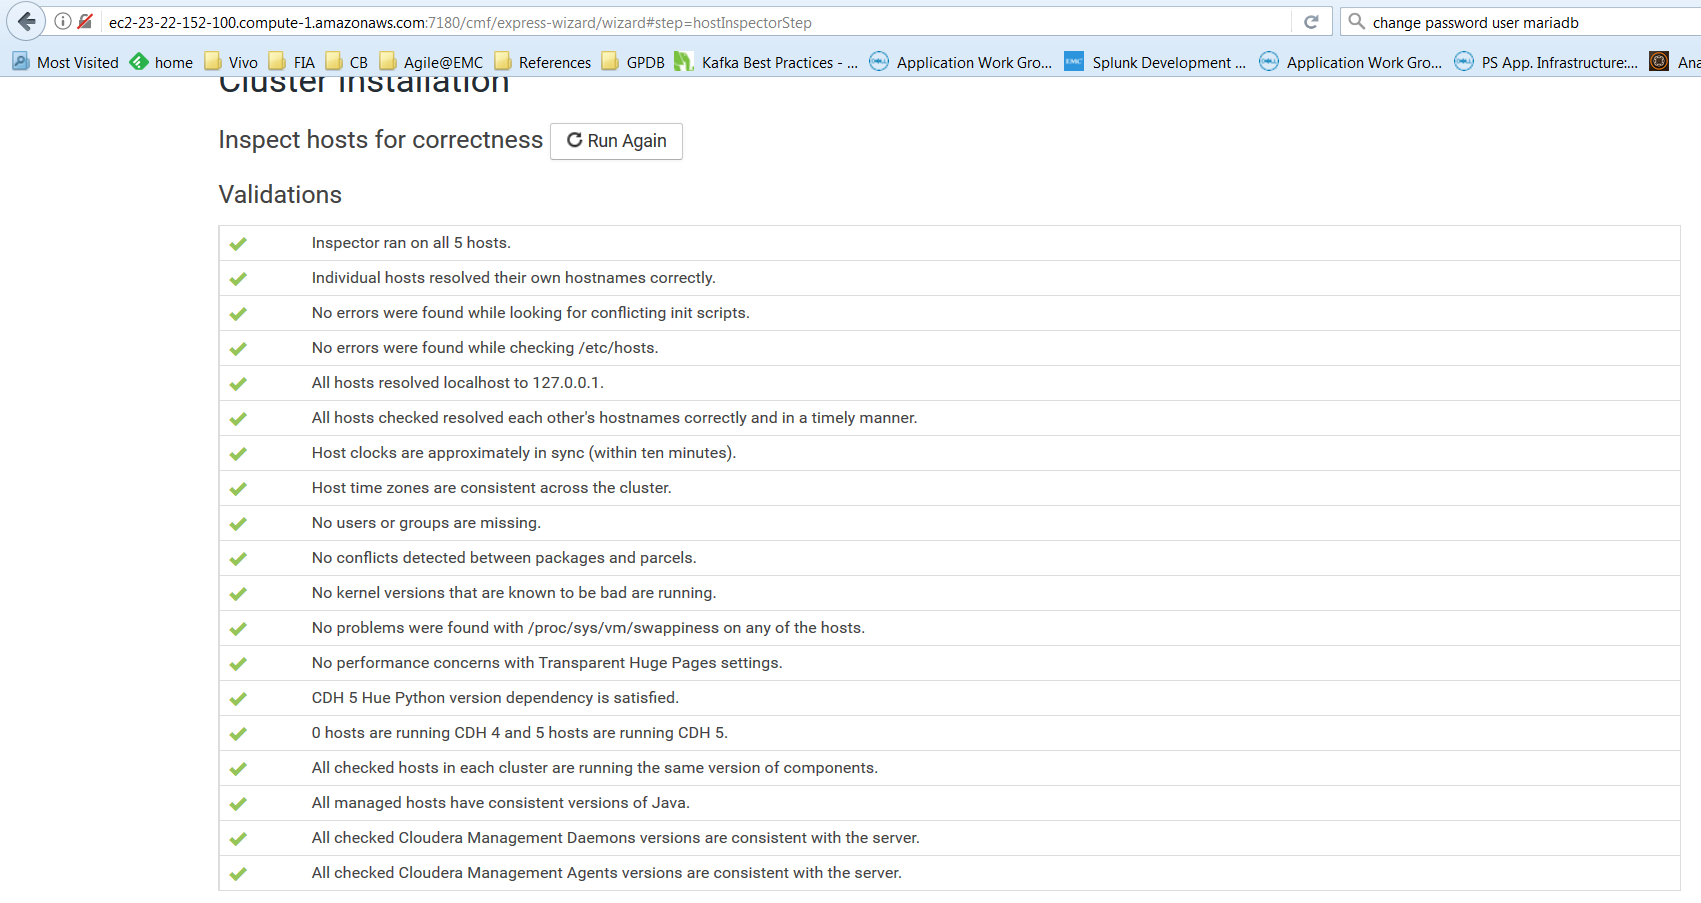 ec2-23-22-152-100.compute-1.amazonaws.com:7180/cmf/express-wizard/wizard#step=hostInspectorStep change password user mariadb
Most Visited home Vivo FIA CB Agile@EMC References GPDB Kafka Best Practices - ... Application Work Gro... EMC Splunk Development ... Application Work Gro... PS App. Infrastructure:... Ana
Cluster Installation
Inspect hosts for correctness Run Again
Validations
Inspector ran on all 5 hosts.
Individual hosts resolved their own hostnames correctly.
No errors were found while looking for conflicting init scripts.
No errors were found while checking /etc/hosts.
All hosts resolved localhost to 127.0.0.1.
All hosts checked resolved each other's hostnames correctly and in a timely manner.
Host clocks are approximately in sync (within ten minutes).
Host time zones are consistent across the cluster.
No users or groups are missing.
No conflicts detected between packages and parcels.
No kernel versions that are known to be bad are running.
No problems were found with /proc/sys/vm/swappiness on any of the hosts.
No performance concerns with Transparent Huge Pages settings.
CDH 5 Hue Python version dependency is satisfied.
0 hosts are running CDH 4 and 5 hosts are running CDH 5.
All checked hosts in each cluster are running the same version of components.
All managed hosts have consistent versions of Java.
All checked Cloudera Management Daemons versions are consistent with the server.
All checked Cloudera Management Agents versions are consistent with the server.